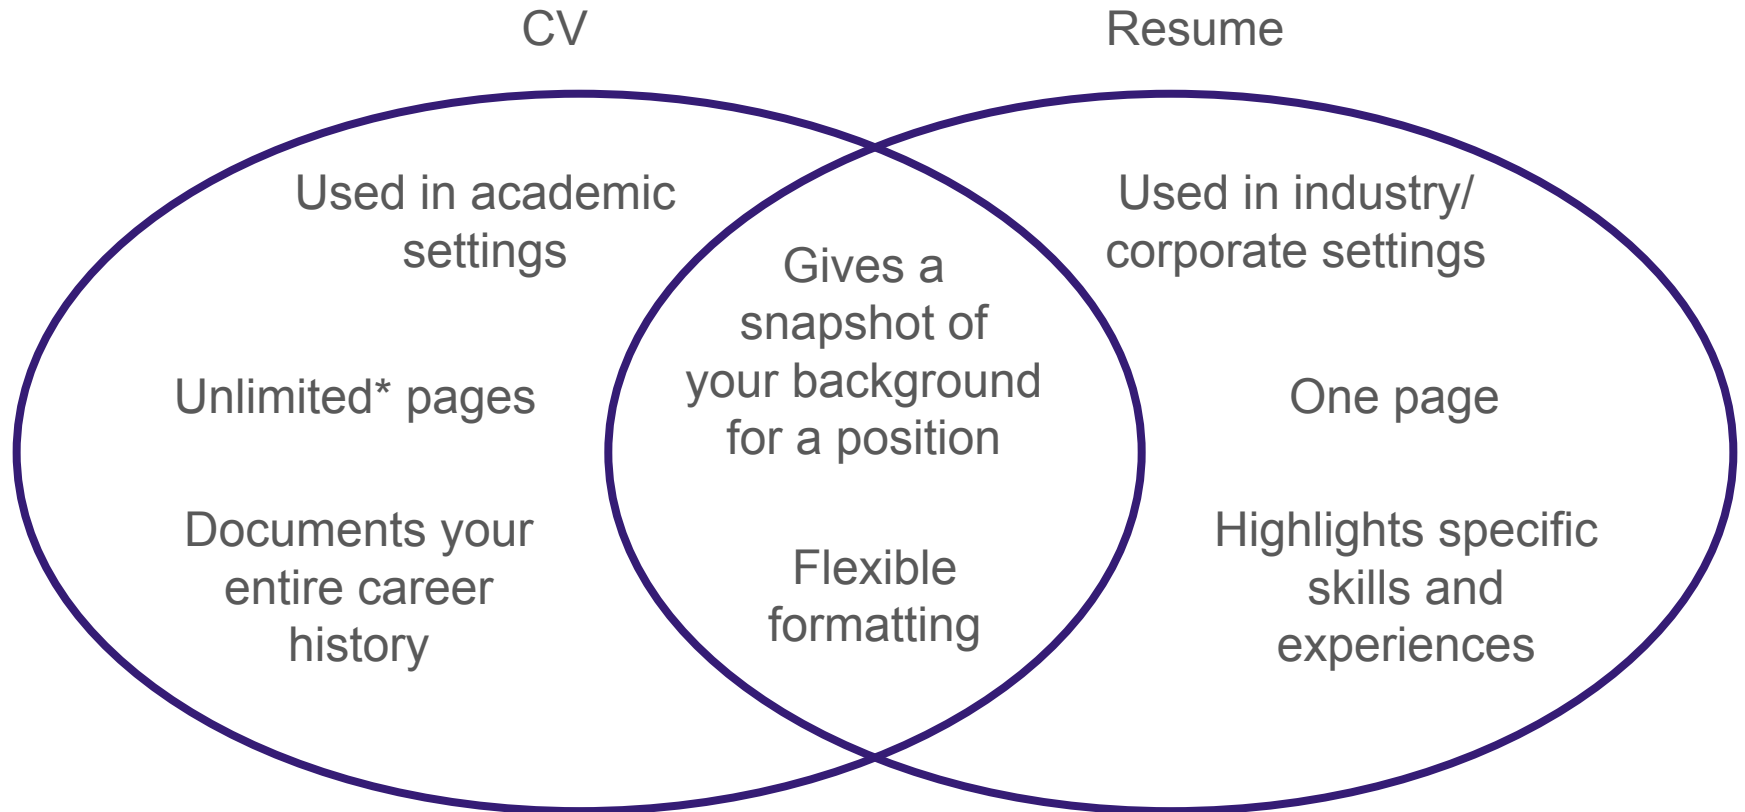 CV
Resume
Used in academic
settings
Unlimited* pages
Documents your
entire career
history
Gives a
snapshot of
your background
for a position
Flexible
formatting
Used in industry/
corporate settings
One page
Highlights specific
skills and
experiences